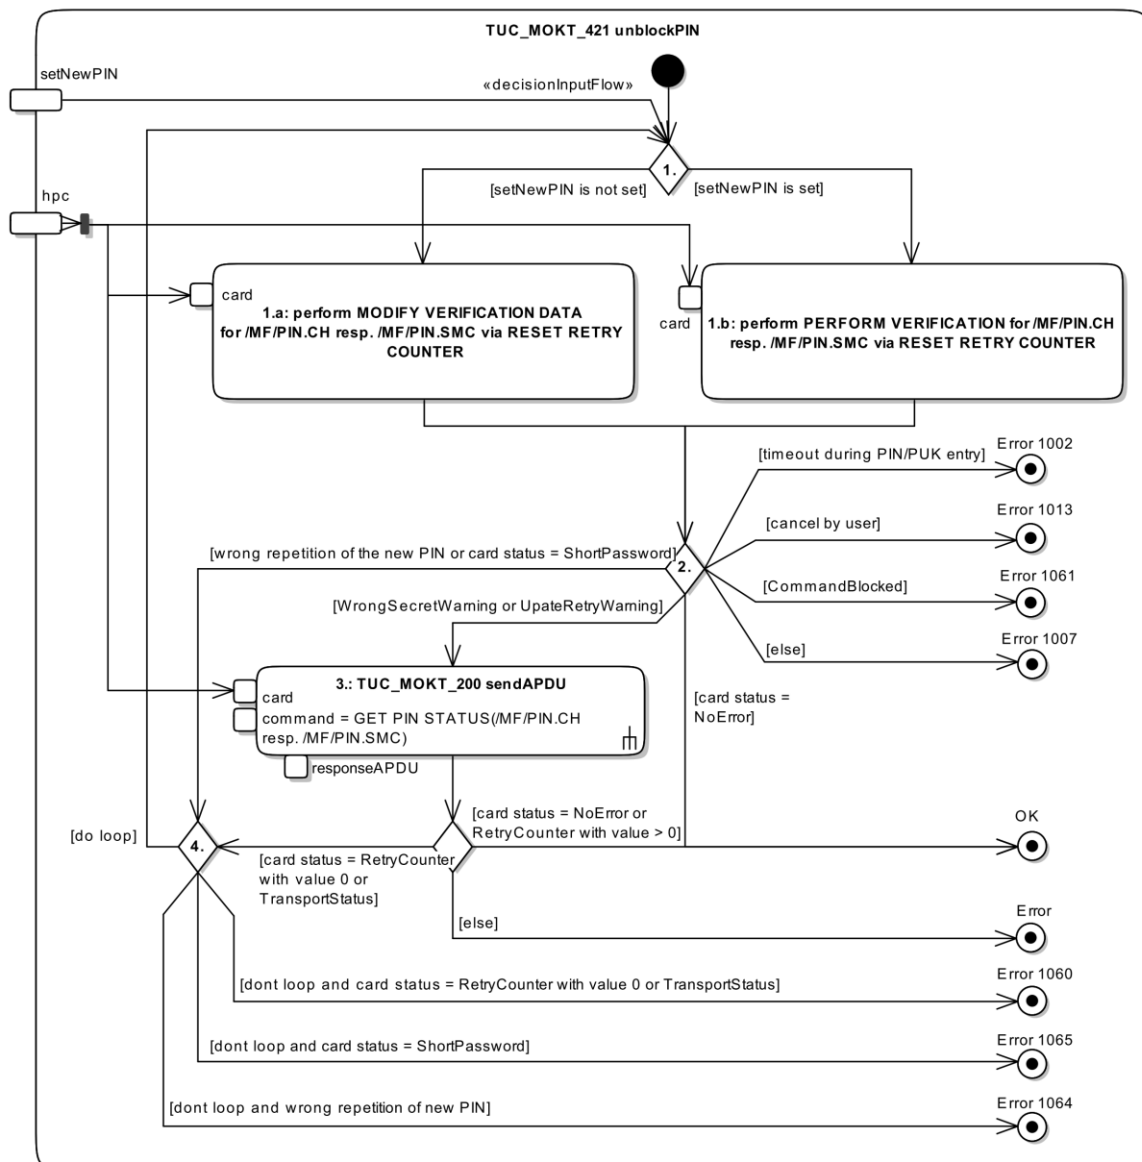 TUC_MOKT_421 unblockPIN
setNewPIN
«decisionInputFlow»
1.
[setNewPIN is not set]
[setNewPIN is set]
hpc
card
1.a: perform MODIFY VERIFICATION DATA
for /MF/PIN.CH resp. /MF/PIN.SMC via RESET RETRY
COUNTER
card
1.b: perform PERFORM VERIFICATION for /MF/PIN.CH
resp. /MF/PIN.SMC via RESET RETRY COUNTER
Error 1002
[timeout during PIN/PUK entry]
Error 1013
[cancel by user]
[wrong repetition of the new PIN or card status = ShortPassword]
2.
Error 1061
[CommandBlocked]
[WrongSecretWarning or UpateRetryWarning]
Error 1007
[else]
3.: TUC_MOKT_200 sendAPDU
card
command = GET PIN STATUS(/MF/PIN.CH
resp. /MF/PIN.SMC)
[card status =
NoError]
responseAPDU
[card status = NoError or
RetryCounter with value > 0]
OK
[do loop]
4.
[card status = RetryCounter
with value 0 or
TransportStatus]
Error
[else]
Error 1060
[dont loop and card status = RetryCounter with value 0 or TransportStatus]
Error 1065
[dont loop and card status = ShortPassword]
Error 1064
[dont loop and wrong repetition of new PIN]